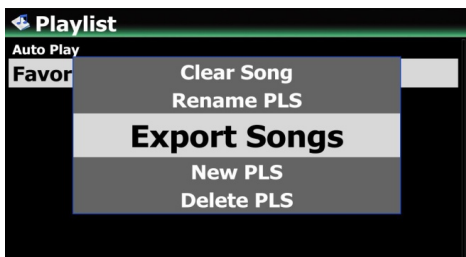 Playlist
Auto Play
Favor
Clear Song
Rename PLS
Export Songs
New PLS
Delete PLS